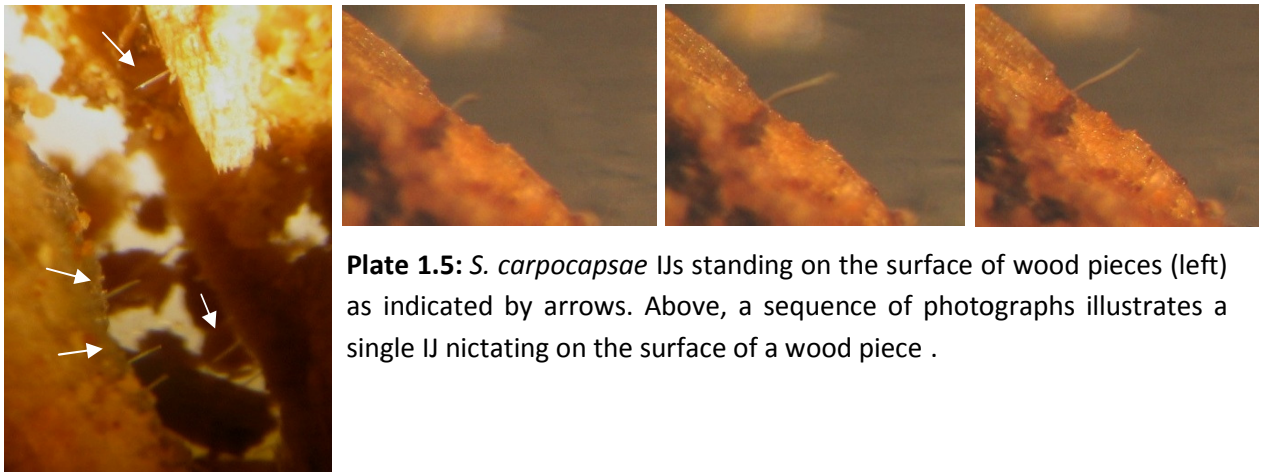 Plate 1.5: S. carpocapsae IJs standing on the surface of wood pieces (left)
as indicated by arrows. Above, a sequence of photographs illustrates a
single IJ nictating on the surface of a wood piece .